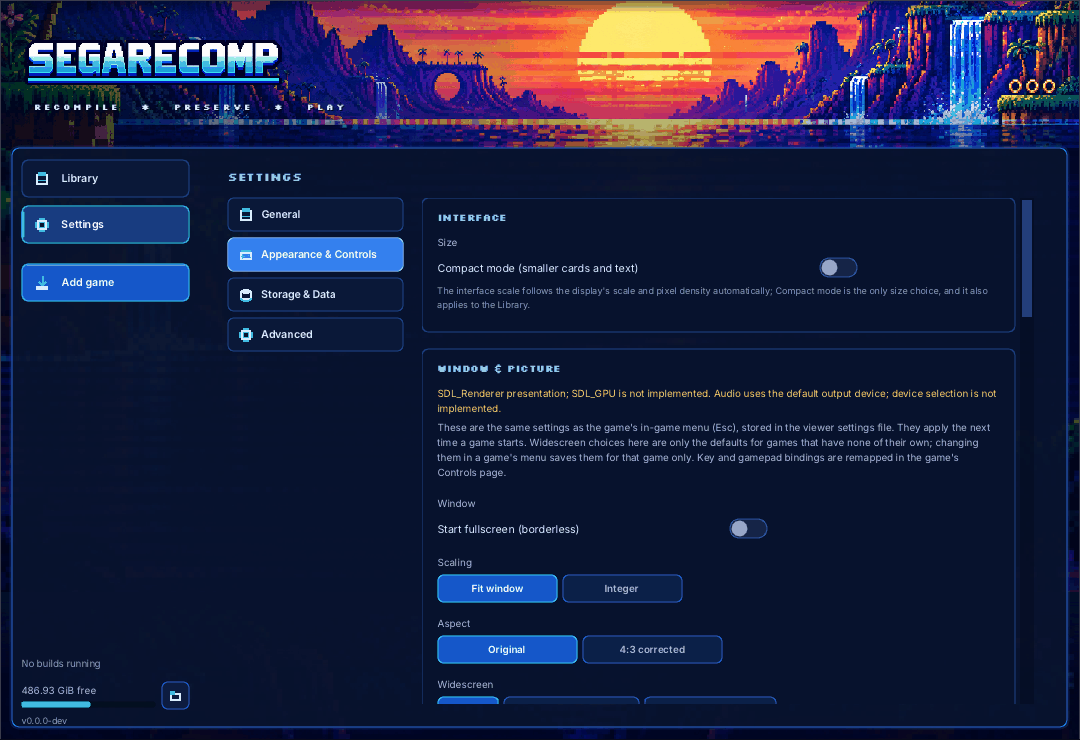 SEGARECOMP
RECOMPILE * PRESERVE * PLAY
Library
Settings
Add game
No builds running
486.93 GiB free
v0.0.0-dev
SETTINGS
General
Appearance & Controls
Storage & Data
Advanced
INTERFACE
Size
Compact mode (smaller cards and text)
The interface scale follows the display's scale and pixel density automatically; Compact mode is the only size choice, and it also
applies to the Library.
WINDOW & PICTURE
SDL_Renderer presentation; SDL_GPU is not implemented. Audio uses the default output device; device selection is not
implemented.
These are the same settings as the game's in-game menu (Esc), stored in the viewer settings file. They apply the next
time a game starts. Widescreen choices here are only the defaults for games that have none of their own; changing
them in a game's menu saves them for that game only. Key and gamepad bindings are remapped in the game's
Controls page.
Window
Start fullscreen (borderless)
Scaling
Fit window
Integer
Aspect
Original
4:3 corrected
Widescreen